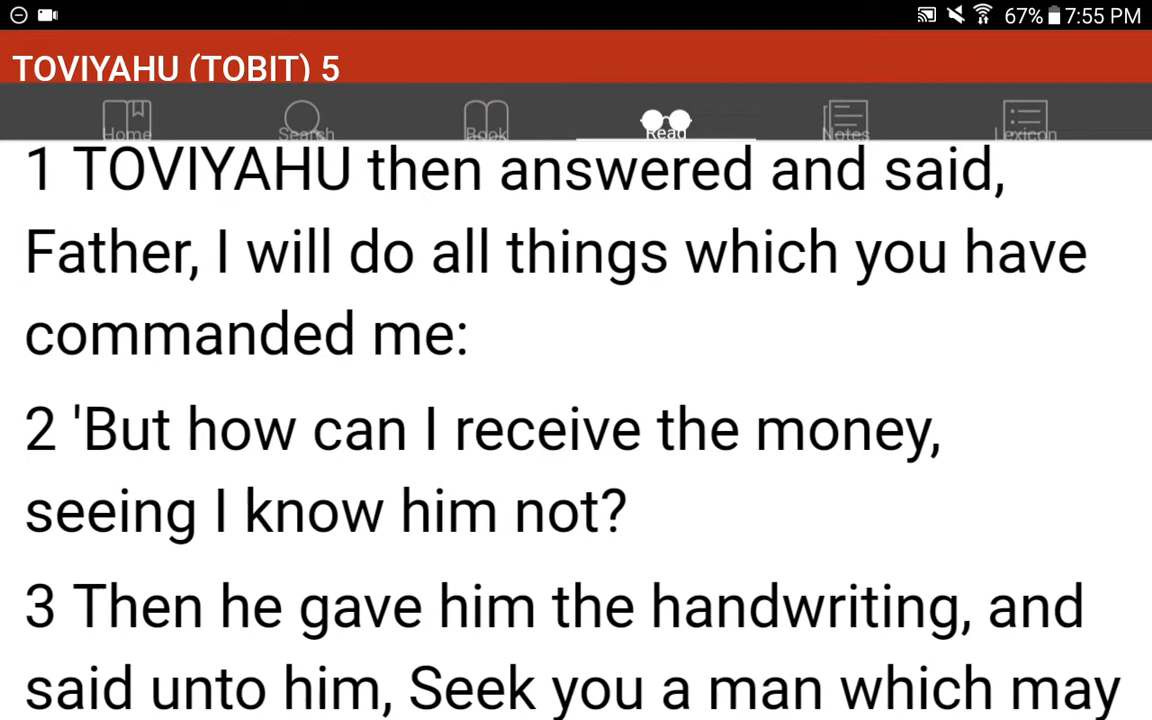 67% 7:55 PM
TOVIYAHU (TOBIT) 5
Home Search Book Read Notes Lexicon
1 TOVIYAHU then answered and said,
Father, I will do all things which you have
commanded me:
2 'But how can I receive the money,
seeing I know him not?
3 Then he gave him the handwriting, and
said unto him, Seek you a man which may